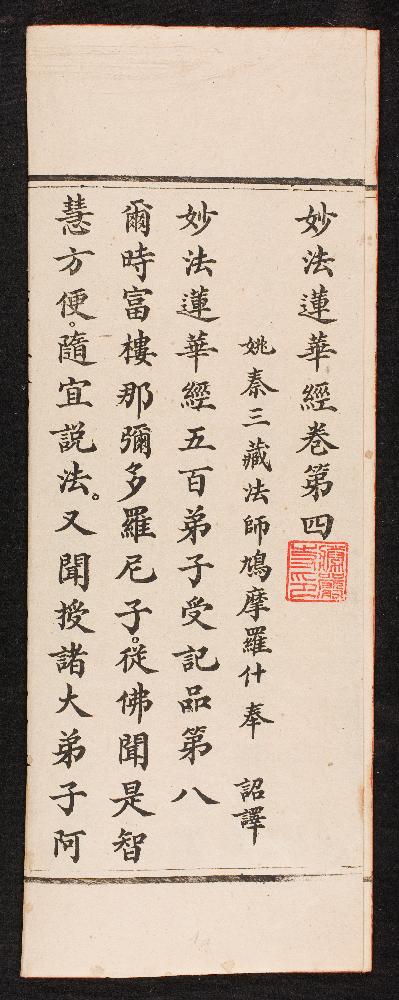 妙法蓮華經卷第四
姚秦三藏法師鳩摩羅什奉 詔譯
妙法蓮華經五百弟子受記品第八
爾時富樓那彌多羅尼子。從佛聞是智
慧方便。隨宜説法。又聞授諸大弟子阿